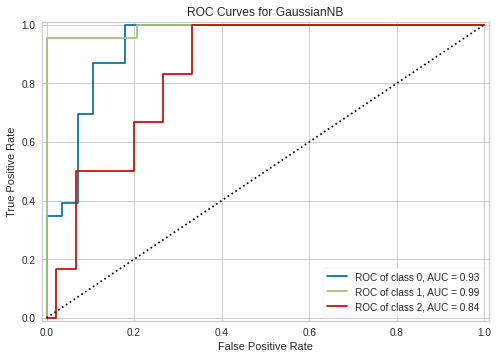 ROC Curves for GaussianNB
True Positive Rate
1.0
0.8
0.6
0.4
0.2
0.0
0.0
0.2
0.4
0.6
0.8
1.0
False Positive Rate
ROC of class 0, AUC = 0.93
ROC of class 1, AUC = 0.99
ROC of class 2, AUC = 0.84